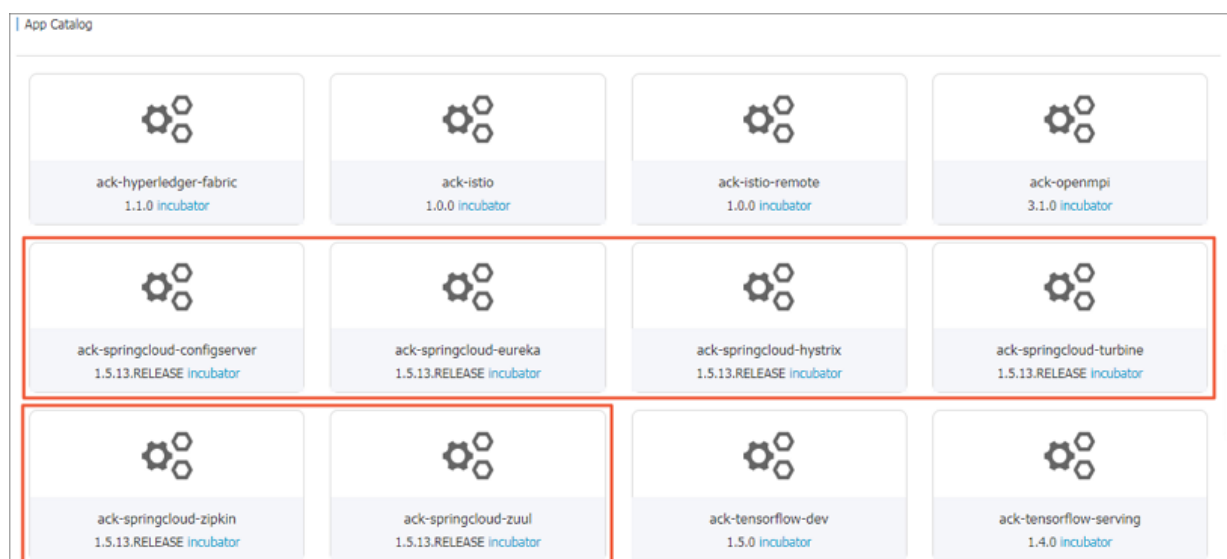 App Catalog
ack-hyperledger-fabric
1.1.0 incubator
ack-istio
1.0.0 incubator
ack-istio-remote
1.0.0 incubator
ack-openmpi
3.1.0 incubator
ack-springcloud-configserver
1.5.13.RELEASE incubator
ack-springcloud-eureka
1.5.13.RELEASE incubator
ack-springcloud-hystrix
1.5.13.RELEASE incubator
ack-springcloud-turbine
1.5.13.RELEASE incubator
ack-springcloud-zipkin
1.5.13.RELEASE incubator
ack-springcloud-zuul
1.5.13.RELEASE incubator
ack-tensorflow-dev
1.5.0 incubator
ack-tensorflow-serving
1.4.0 incubator